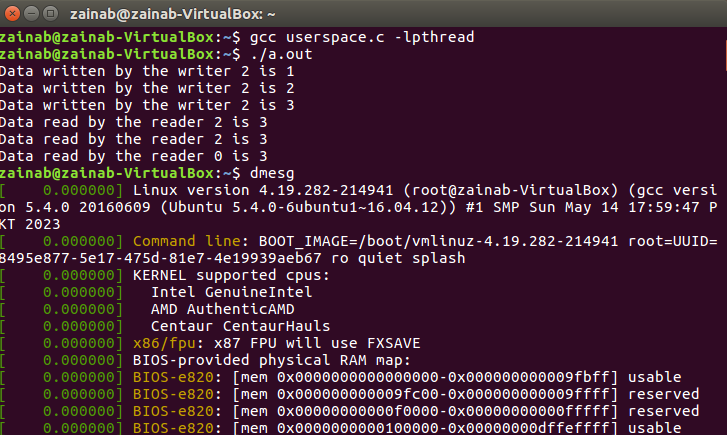 zainab@zainab-VirtualBox: ~
zainab@zainab-VirtualBox:~$ gcc userspace.c -lpthread
zainab@zainab-VirtualBox:~$ ./a.out
Data written by the writer 2 is 1
Data written by the writer 2 is 2
Data written by the writer 2 is 3
Data read by the reader 2 is 3
Data read by the reader 2 is 3
Data read by the reader 0 is 3
zainab@zainab-VirtualBox:~$ dmesg
[    0.000000] Linux version 4.19.282-214941 (root@zainab-VirtualBox) (gcc versi
on 5.4.0 20160609 (Ubuntu 5.4.0-6ubuntu1~16.04.12)) #1 SMP Sun May 14 17:59:47 P
KT 2023
[    0.000000] Command line: BOOT_IMAGE=/boot/vmlinuz-4.19.282-214941 root=UUID=
8495e877-5e17-475d-81e7-4e19939aeb67 ro quiet splash
[    0.000000] KERNEL supported cpus:
[    0.000000]   Intel GenuineIntel
[    0.000000]   AMD AuthenticAMD
[    0.000000]   Centaur CentaurHauls
[    0.000000] x86/fpu: x87 FPU will use FXSAVE
[    0.000000] BIOS-provided physical RAM map:
[    0.000000] BIOS-e820: [mem 0x0000000000000000-0x000000000009fbff] usable
[    0.000000] BIOS-e820: [mem 0x000000000009fc00-0x000000000009ffff] reserved
[    0.000000] BIOS-e820: [mem 0x00000000000f0000-0x00000000000fffff] reserved
[    0.000000] BIOS-e820: [mem 0x0000000000100000-0x00000000dffeffff] usable